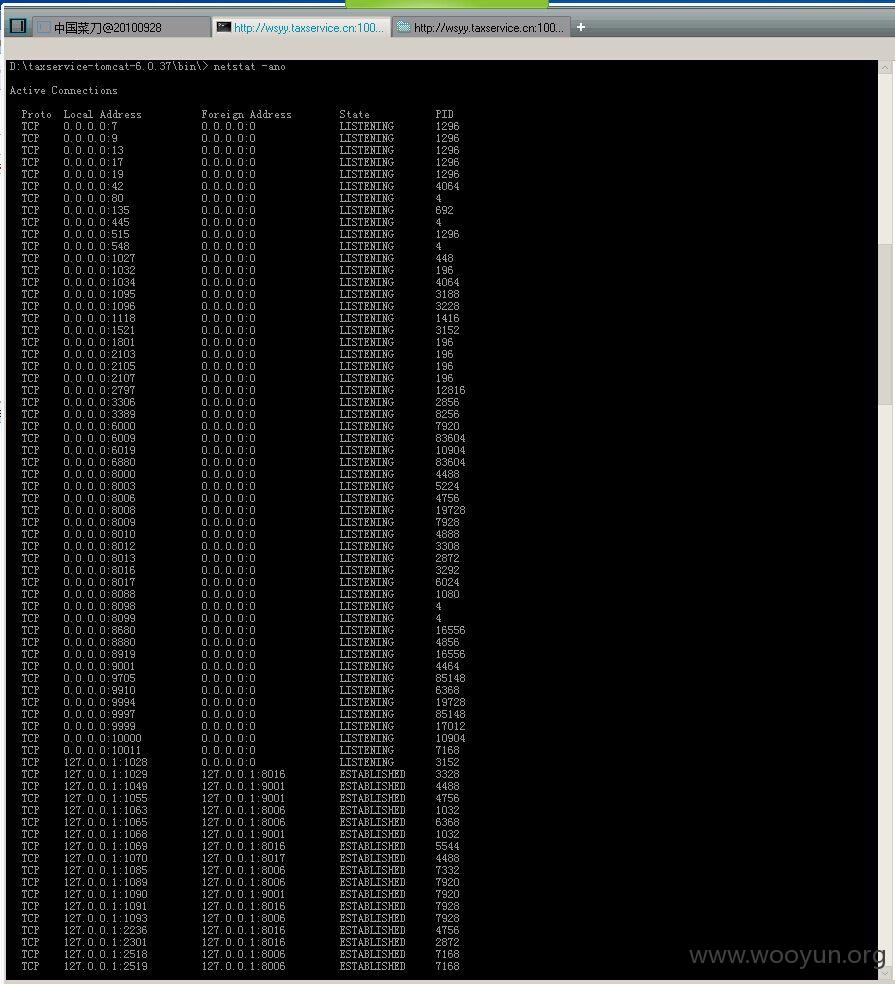 中国菜刀@20100928 http://wsyy.taxservice.cn:100... http://wsyy.taxservice.cn:100...
D:\taxservice-tomcat-6.0.37\bin\> netstat -ano
Active Connections
Proto Local Address Foreign Address State PID
TCP 0.0.0.0:7 0.0.0.0:0 LISTENING 1296
TCP 0.0.0.0:9 0.0.0.0:0 LISTENING 1296
TCP 0.0.0.0:13 0.0.0.0:0 LISTENING 1296
TCP 0.0.0.0:17 0.0.0.0:0 LISTENING 1296
TCP 0.0.0.0:19 0.0.0.0:0 LISTENING 1296
TCP 0.0.0.0:42 0.0.0.0:0 LISTENING 4064
TCP 0.0.0.0:80 0.0.0.0:0 LISTENING 4
TCP 0.0.0.0:135 0.0.0.0:0 LISTENING 692
TCP 0.0.0.0:445 0.0.0.0:0 LISTENING 4
TCP 0.0.0.0:515 0.0.0.0:0 LISTENING 1296
TCP 0.0.0.0:548 0.0.0.0:0 LISTENING 4
TCP 0.0.0.0:1027 0.0.0.0:0 LISTENING 448
TCP 0.0.0.0:1032 0.0.0.0:0 LISTENING 196
TCP 0.0.0.0:1034 0.0.0.0:0 LISTENING 4064
TCP 0.0.0.0:1095 0.0.0.0:0 LISTENING 3188
TCP 0.0.0.0:1096 0.0.0.0:0 LISTENING 3228
TCP 0.0.0.0:1118 0.0.0.0:0 LISTENING 1416
TCP 0.0.0.0:1521 0.0.0.0:0 LISTENING 3152
TCP 0.0.0.0:1801 0.0.0.0:0 LISTENING 196
TCP 0.0.0.0:2103 0.0.0.0:0 LISTENING 196
TCP 0.0.0.0:2105 0.0.0.0:0 LISTENING 196
TCP 0.0.0.0:2107 0.0.0.0:0 LISTENING 196
TCP 0.0.0.0:2797 0.0.0.0:0 LISTENING 12816
TCP 0.0.0.0:3306 0.0.0.0:0 LISTENING 2856
TCP 0.0.0.0:3389 0.0.0.0:0 LISTENING 8256
TCP 0.0.0.0:6000 0.0.0.0:0 LISTENING 7920
TCP 0.0.0.0:6009 0.0.0.0:0 LISTENING 83604
TCP 0.0.0.0:6019 0.0.0.0:0 LISTENING 10904
TCP 0.0.0.0:6880 0.0.0.0:0 LISTENING 83604
TCP 0.0.0.0:8000 0.0.0.0:0 LISTENING 4488
TCP 0.0.0.0:8003 0.0.0.0:0 LISTENING 5224
TCP 0.0.0.0:8006 0.0.0.0:0 LISTENING 4756
TCP 0.0.0.0:8008 0.0.0.0:0 LISTENING 19728
TCP 0.0.0.0:8009 0.0.0.0:0 LISTENING 7928
TCP 0.0.0.0:8010 0.0.0.0:0 LISTENING 4888
TCP 0.0.0.0:8012 0.0.0.0:0 LISTENING 3308
TCP 0.0.0.0:8013 0.0.0.0:0 LISTENING 2872
TCP 0.0.0.0:8016 0.0.0.0:0 LISTENING 3292
TCP 0.0.0.0:8017 0.0.0.0:0 LISTENING 6024
TCP 0.0.0.0:8088 0.0.0.0:0 LISTENING 1080
TCP 0.0.0.0:8098 0.0.0.0:0 LISTENING 4
TCP 0.0.0.0:8099 0.0.0.0:0 LISTENING 4
TCP 0.0.0.0:8680 0.0.0.0:0 LISTENING 16556
TCP 0.0.0.0:8880 0.0.0.0:0 LISTENING 4856
TCP 0.0.0.0:8919 0.0.0.0:0 LISTENING 16556
TCP 0.0.0.0:9001 0.0.0.0:0 LISTENING 4464
TCP 0.0.0.0:9705 0.0.0.0:0 LISTENING 85148
TCP 0.0.0.0:9910 0.0.0.0:0 LISTENING 6368
TCP 0.0.0.0:9994 0.0.0.0:0 LISTENING 19728
TCP 0.0.0.0:9997 0.0.0.0:0 LISTENING 85148
TCP 0.0.0.0:9999 0.0.0.0:0 LISTENING 17012
TCP 0.0.0.0:10000 0.0.0.0:0 LISTENING 10904
TCP 0.0.0.0:10011 0.0.0.0:0 LISTENING 7168
TCP 127.0.0.1:1028 0.0.0.0:0 LISTENING 3152
TCP 127.0.0.1:1029 127.0.0.1:8016 ESTABLISHED 3328
TCP 127.0.0.1:1049 127.0.0.1:9001 ESTABLISHED 4488
TCP 127.0.0.1:1055 127.0.0.1:9001 ESTABLISHED 4756
TCP 127.0.0.1:1063 127.0.0.1:8006 ESTABLISHED 1032
TCP 127.0.0.1:1065 127.0.0.1:8006 ESTABLISHED 6368
TCP 127.0.0.1:1068 127.0.0.1:9001 ESTABLISHED 1032
TCP 127.0.0.1:1069 127.0.0.1:8016 ESTABLISHED 5544
TCP 127.0.0.1:1070 127.0.0.1:8017 ESTABLISHED 4488
TCP 127.0.0.1:1085 127.0.0.1:8006 ESTABLISHED 7332
TCP 127.0.0.1:1089 127.0.0.1:8006 ESTABLISHED 7920
TCP 127.0.0.1:1090 127.0.0.1:9001 ESTABLISHED 7920
TCP 127.0.0.1:1091 127.0.0.1:8016 ESTABLISHED 7928
TCP 127.0.0.1:1093 127.0.0.1:8006 ESTABLISHED 7928
TCP 127.0.0.1:2236 127.0.0.1:8016 ESTABLISHED 4756
TCP 127.0.0.1:2301 127.0.0.1:8016 ESTABLISHED 2872
TCP 127.0.0.1:2518 127.0.0.1:8006 ESTABLISHED 7168
TCP 127.0.0.1:2519 127.0.0.1:8006 ESTABLISHED 7168
www.wooyun.org